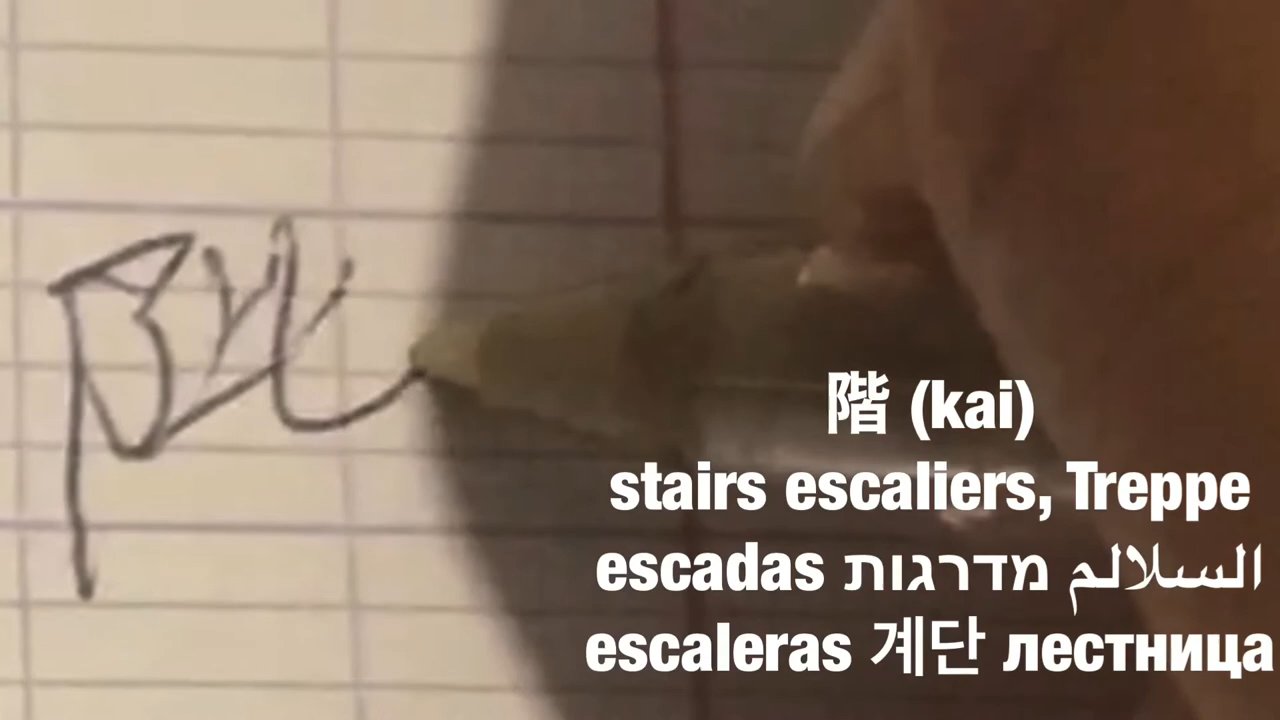 階 (kai)
stairs escaliers, Treppe
escadas السلالم מדרגות
escaleras 계단 лестница